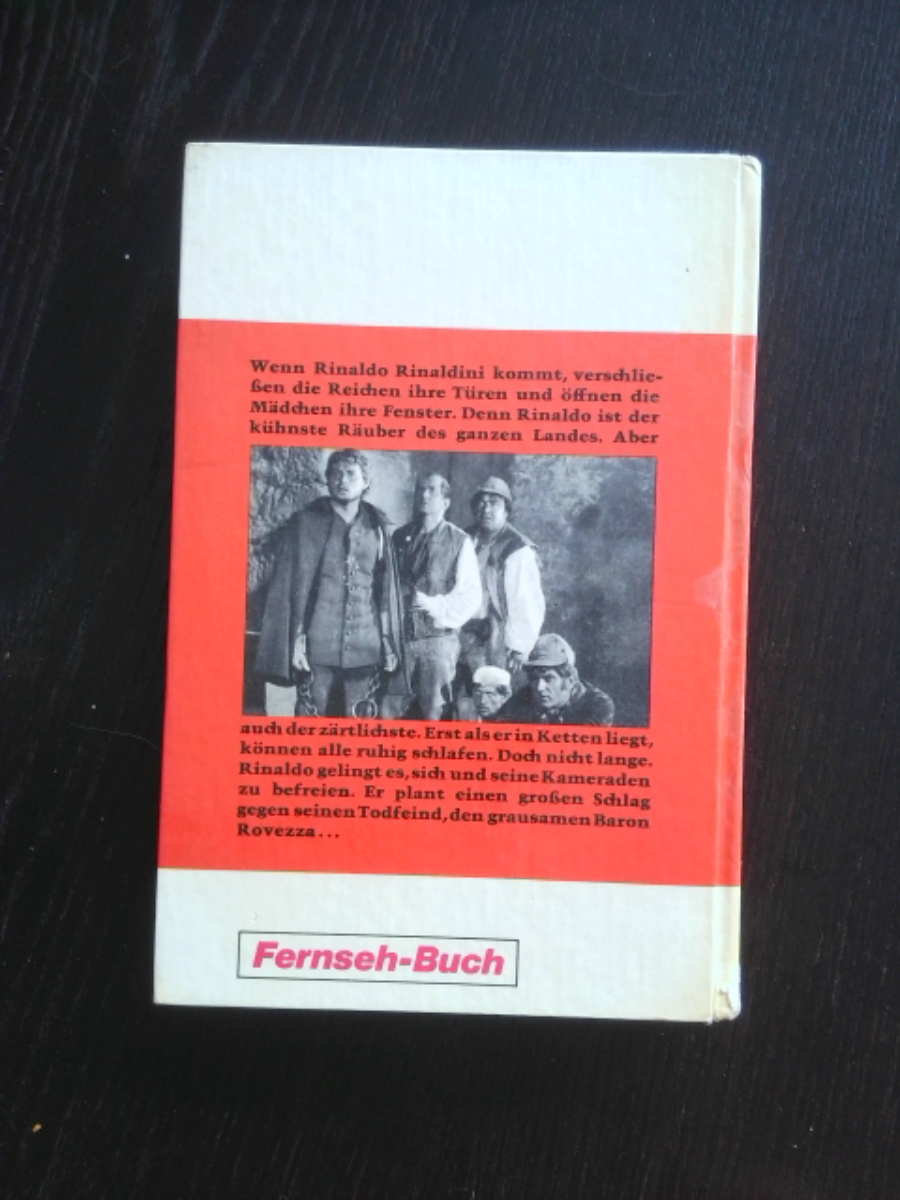 Wenn Rinaldo Rinaldini kommt, verschlie-
ßen die Reichen ihre Türen und öffnen die
Mädchen ihre Fenster. Denn Rinaldo ist der
kühnste Räuber des ganzen Landes. Aber
auch der zärtlichste. Erst als er in Ketten liegt,
können alle ruhig schlafen. Doch nicht lange.
Rinaldo gelingt es, sich und seine Kameraden
zu befreien. Er plant einen großen Schlag
gegen seinen Todfeind, den grausamen Baron
Rovezza...
Fernseh-Buch